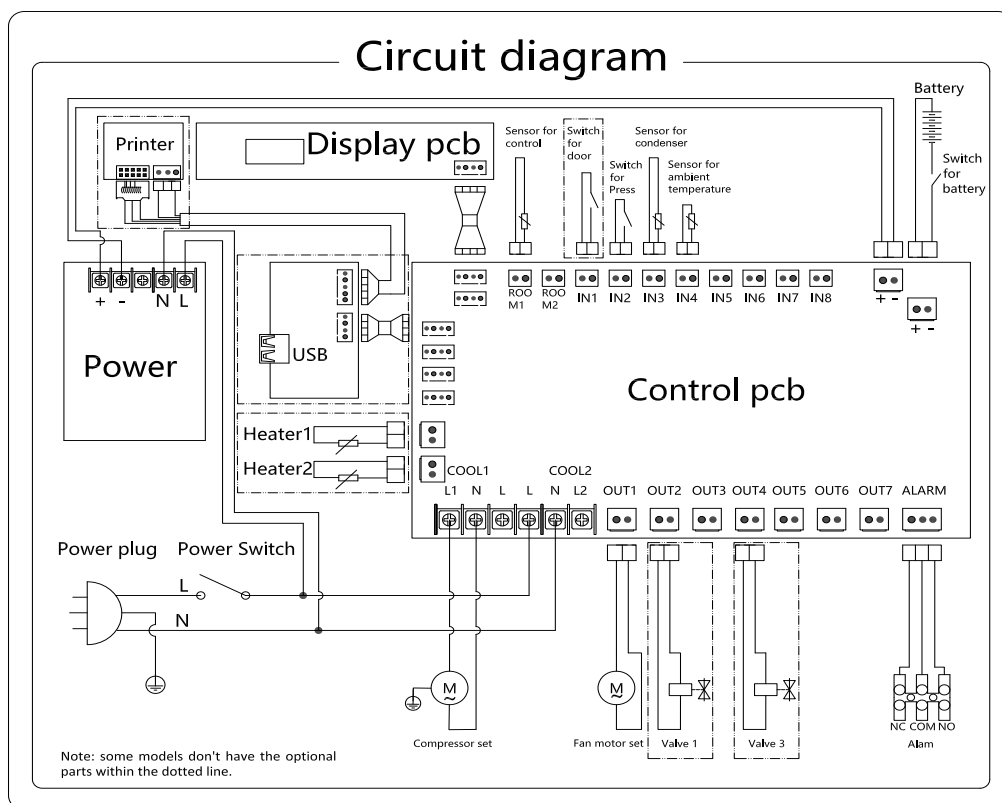 Circuit diagram
Battery
Printer
Display pcb
Sensor for
control
Switch
for
door
Switch
for
Press
Sensor for
condenser
Sensor for
ambient
temperature
Switch
for
battery
+ - N L
Power
USB
ROO
M1
ROO
M2
IN1
IN2
IN3
IN4
IN5
IN6
IN7
IN8
+ -
+ -
Control pcb
Heater1
Heater2
COOL1
COOL2
L1 N L L N L2
OUT1
OUT2
OUT3
OUT4
OUT5
OUT6
OUT7
ALARM
Power plug
Power Switch
L
N
M
~
Compressor set
M
~
Fan motor set
Valve 1
Valve 3
NC COM NO
Alam
Note: some models don't have the optional
parts within the dotted line.